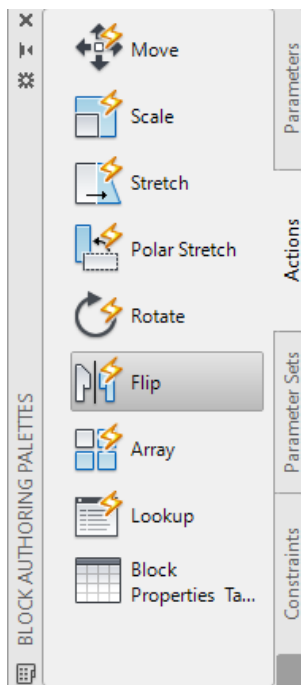 Move
Scale
Stretch
Polar Stretch
Rotate
Flip
Array
Lookup
Block
Properties Ta...
Parameters
Actions
Parameter Sets
Constraints
BLOCK AUTHORING PALETTES